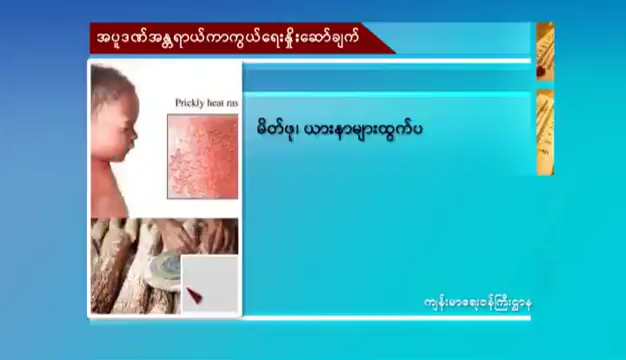 အပူဒဏ်အန္တရာယ်ကာကွယ်ရေးနှိုးဆော်ချက်
Prickly heat ras
မိတ်ဖု၊ ယားနာများထွက်ပ
ကျန်းမာရေးဝန်ကြီးဌာန